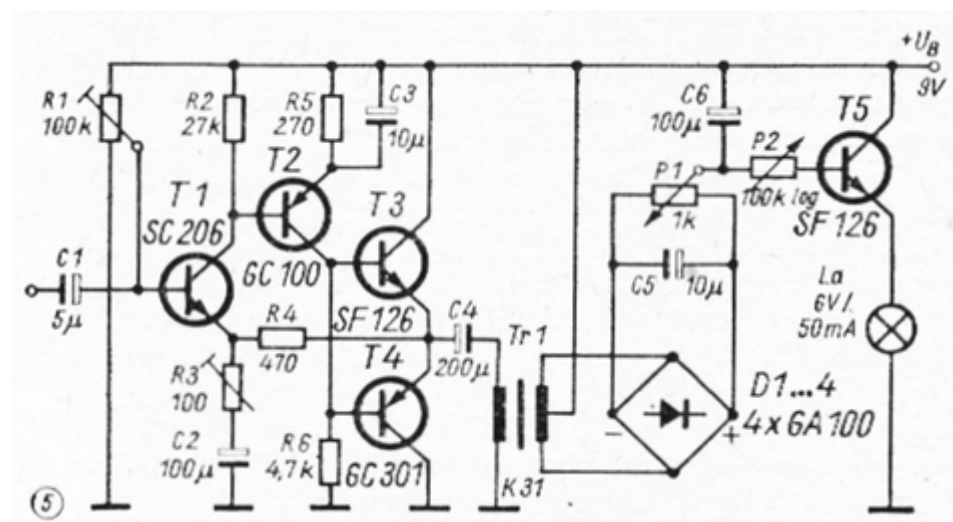 +U_B
9V
R1
100k
R2
27k
R5
270
C3
10µ
C6
100µ
T5
P1
1k
P2
100k log
SF 126
T2
GC 100
T3
SF 126
T1
SC 206
C1
5µ
R4
470
C4
200µ
Tr 1
C5
10µ
La
6V/
50mA
R3
100
T4
GC 301
C2
100µ
R6
4,7k
K31
D1...4
4 x GA 100
−
+
5